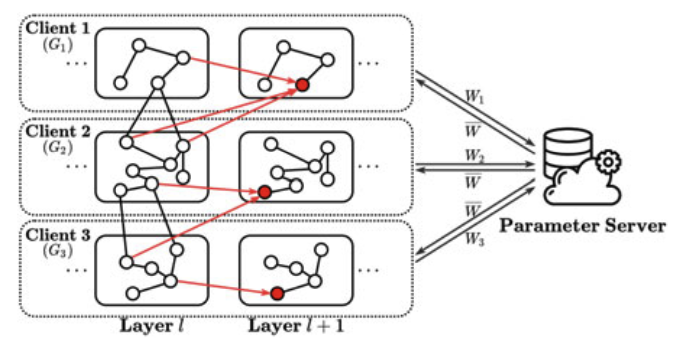 Client 1
(G₁)
... ...
W₁
W̅
Client 2
(G₂)
... ...
W₂
W̅
Parameter Server
Client 3
(G₃)
... ...
W̅
W₃
Layer l
Layer l + 1